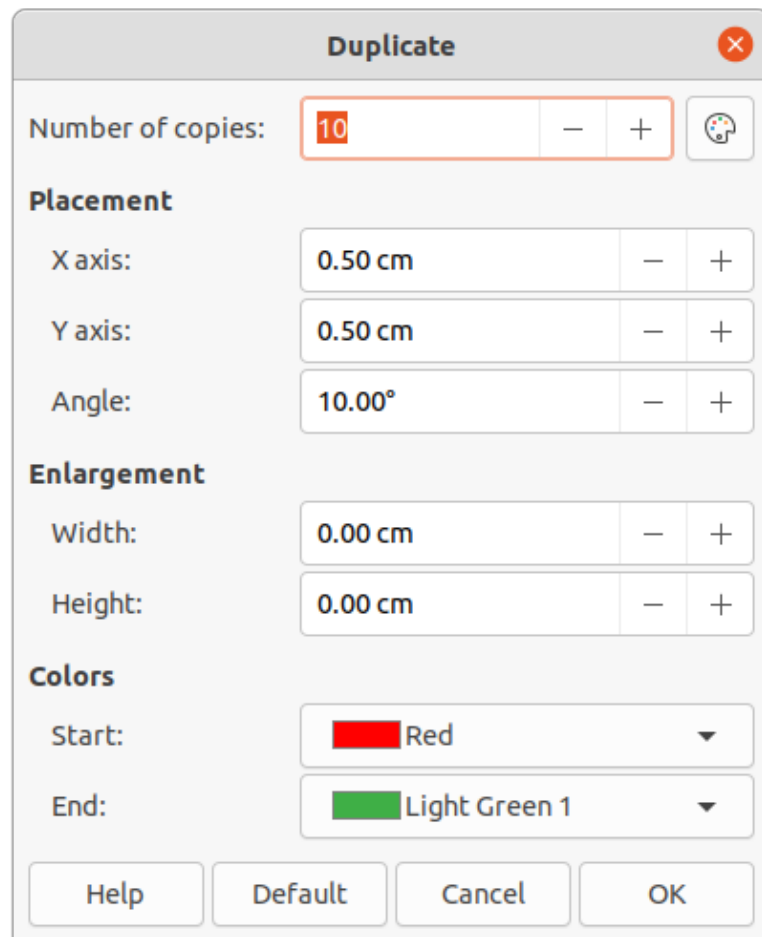 Duplicate
Number of copies: 10
Placement
X axis: 0.50 cm
Y axis: 0.50 cm
Angle: 10.00°
Enlargement
Width: 0.00 cm
Height: 0.00 cm
Colors
Start: Red
End: Light Green 1
Help Default Cancel OK